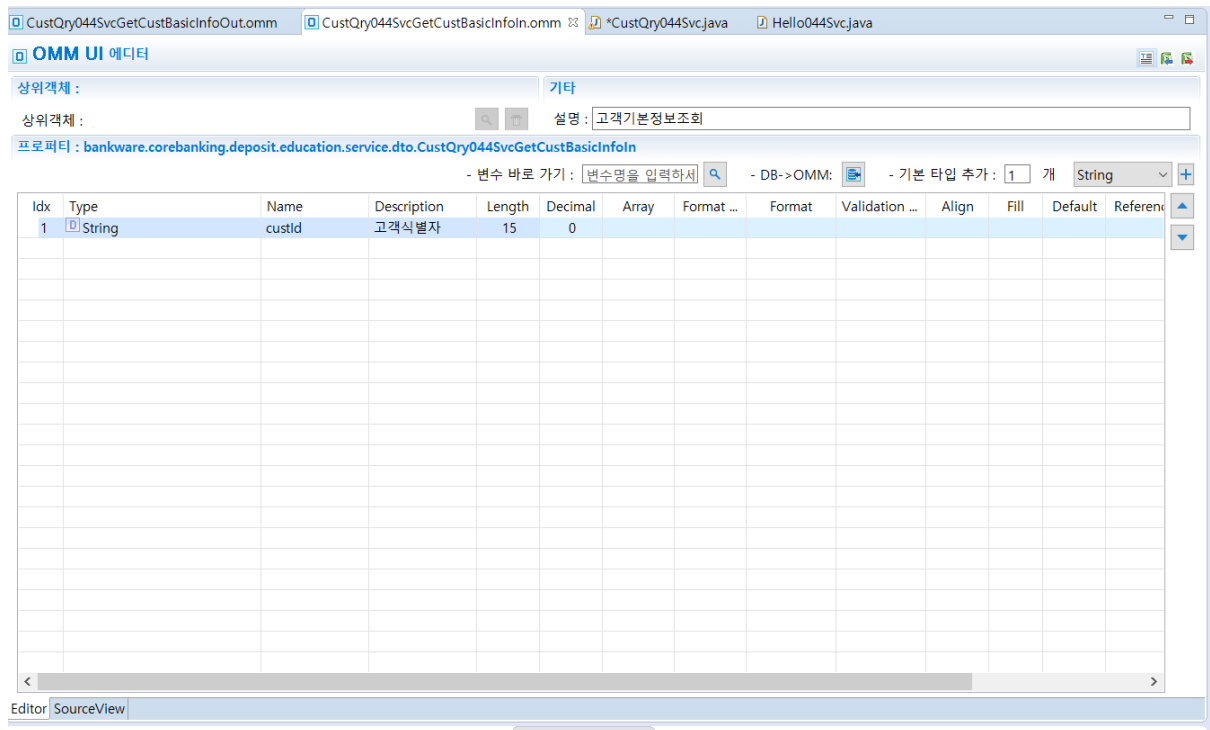 CustQry044SvcGetCustBasicInfoOut.omm CustQry044SvcGetCustBasicInfoIn.omm *CustQry044Svc.java Hello044Svc.java
OMM UI 에디터
상위객체 : 기타
상위객체 : 설명 : 고객기본정보조회
프로퍼티 : bankware.corebanking.deposit.education.service.dto.CustQry044SvcGetCustBasicInfoIn
- 변수 바로 가기 : 변수명을 입력하서 - DB->OMM: - 기본 타입 추가 : 1 개 String
Idx Type Name Description Length Decimal Array Format ... Format Validation ... Align Fill Default Referenc
1 D String custId 고객식별자 15 0
Editor SourceView